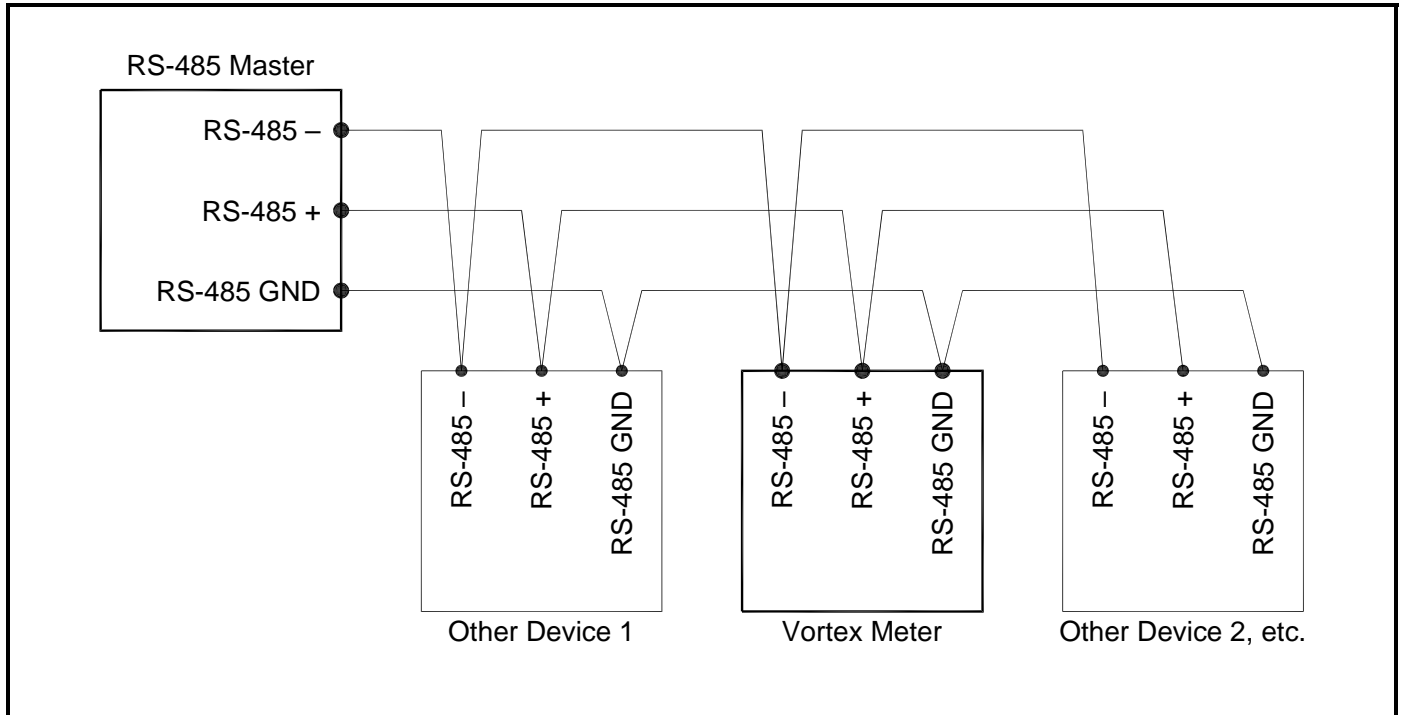 RS-485 Master
RS-485 –
RS-485 +
RS-485 GND
RS-485 –
RS-485 +
RS-485 GND
RS-485 –
RS-485 +
RS-485 GND
RS-485 –
RS-485 +
RS-485 GND
Other Device 1
Vortex Meter
Other Device 2, etc.